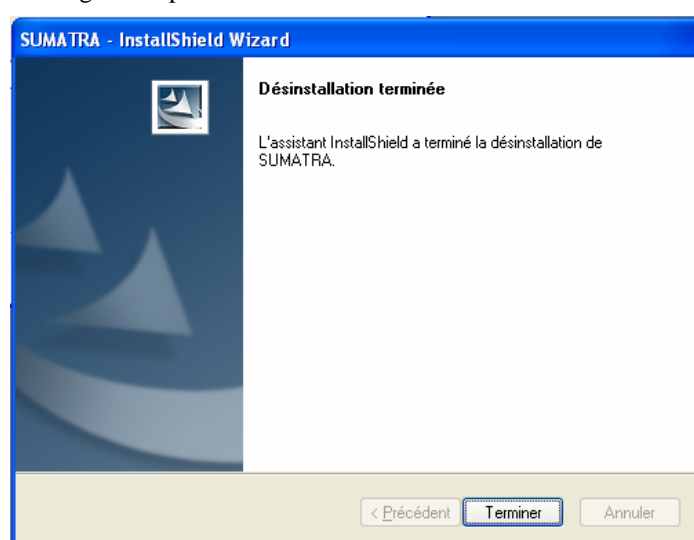 SUMATRA - InstallShield Wizard
Désinstallation terminée
L'assistant InstallShield a terminé la désinstallation de
SUMATRA.
< Précédent
Terminer
Annuler